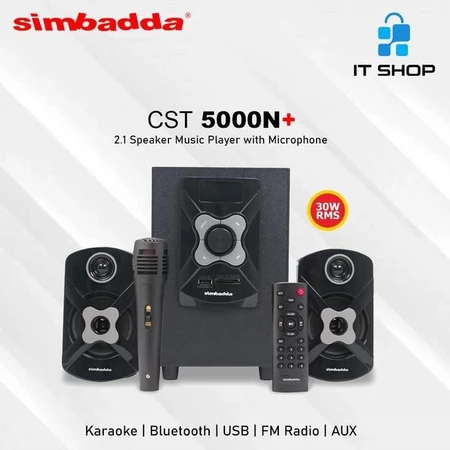 simbadda®
IT SHOP
CST 5000N+
2.1 Speaker Music Player with Microphone
30W
RMS
simbadda
simbadda
simbadda
simbadda
Karaoke | Bluetooth | USB | FM Radio | AUX